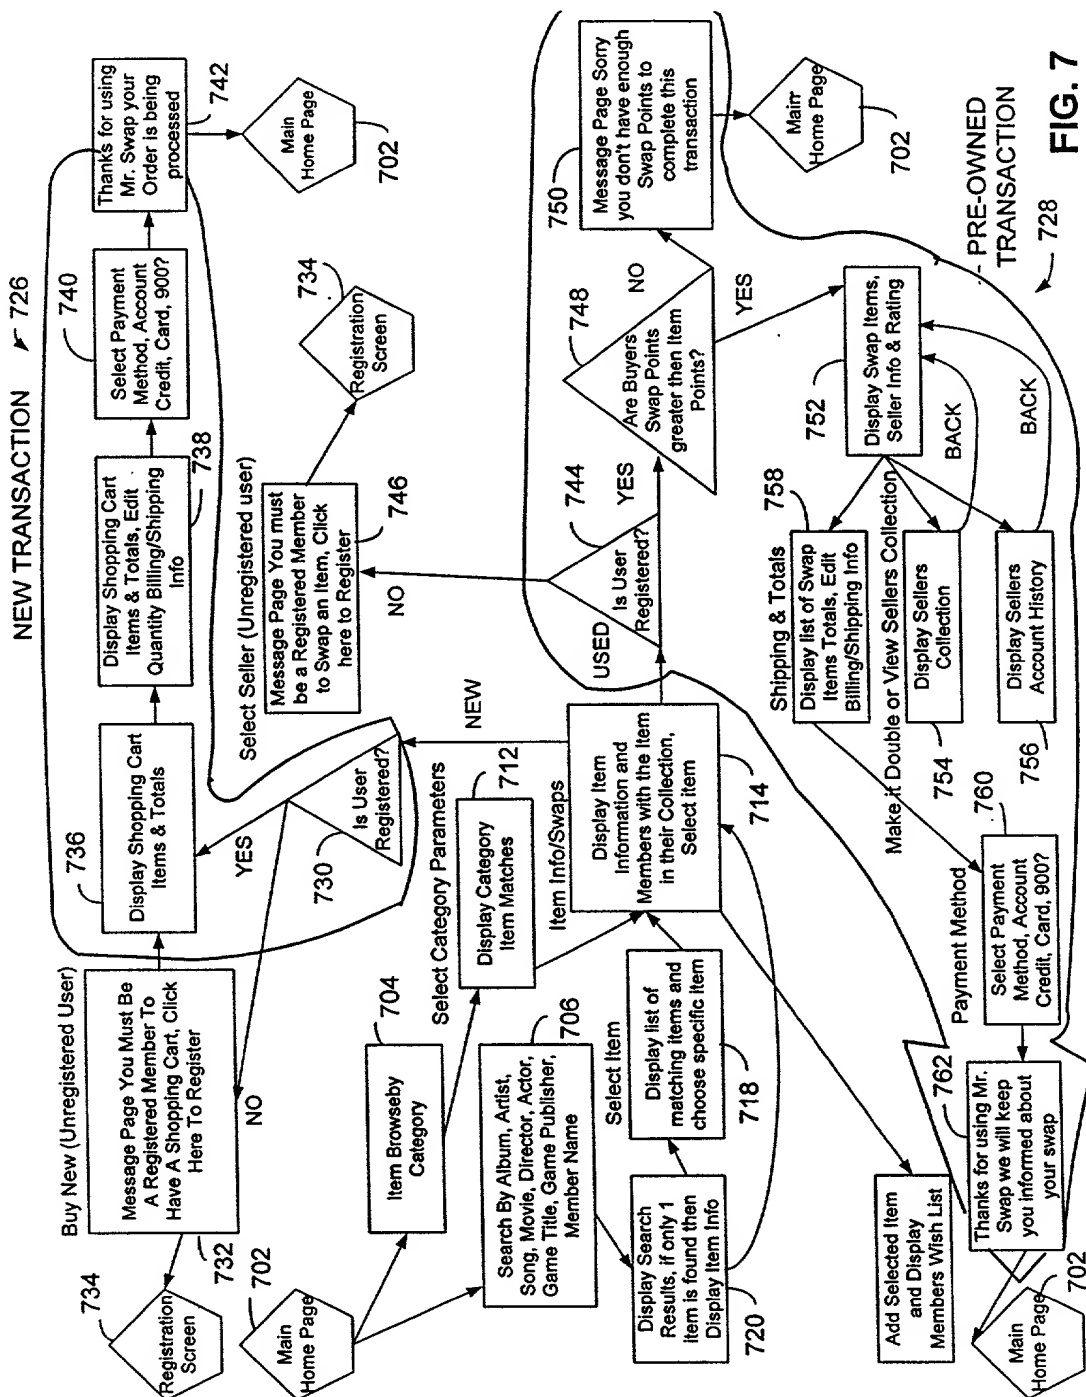 NEW TRANSACTION
726
Buy New (Unregistered User)
Message Page You Must Be
A Registered Member To
Have A Shopping Cart, Click
Here To Register
732
734
Registration
Screen
736
Display Shopping Cart
Items & Totals
Display Shopping Cart
Items & Totals, Edit
Quantity Billing/Shipping
Info
738
740
Select Payment
Method, Account
Credit, Card, 900?
Thanks for using
Mr. Swap your
Order is being
processed
742
Main
Home Page
702
YES
NO
Is User
Registered?
730
NEW
Select Seller (Unregistered user)
Message Page You must
be a Registered Member
to Swap an Item, Click
here to Register
746
734
Registration
Screen
702
Main
Home Page
704
Item Browseby
Category
Select Category Parameters
712
Display Category
Item Matches
Item Info/Swaps
Search By Album, Artist,
Song, Movie, Director, Actor,
Game Title, Game Publisher,
Member Name
706
Select Item
Display list of
matching items and
choose specific item
718
Display Search
Results, if only 1
item is found then
Display Item Info
720
Display Item
Information and
Members with the Item
in their Collection,
Select item
714
USED
NO
Is User
Registered?
744
YES
Are Buyers
Swap Points
greater then Item
Points?
748
NO
YES
750
Message Page Sorry
you don't have enough
Swap Points to
complete this
transaction
Main
Home Page
702
PRE-OWNED
TRANSACTION
728
752
Display Swap Items,
Seller Info & Rating
BACK
BACK
Shipping & Totals
758
Display list of Swap
Items Totals, Edit
Billing/Shipping Info
Make it Double or View Sellers Collection
Display Sellers
Collection
754
Display Sellers
Account History
756
Payment Method
760
Select Payment
Method, Account
Credit, Card, 900?
762
Thanks for using Mr.
Swap we will keep
you informed about
your swap
Add Selected Item
and Display
Members Wish List
Main
Home Page
702
FIG. 7